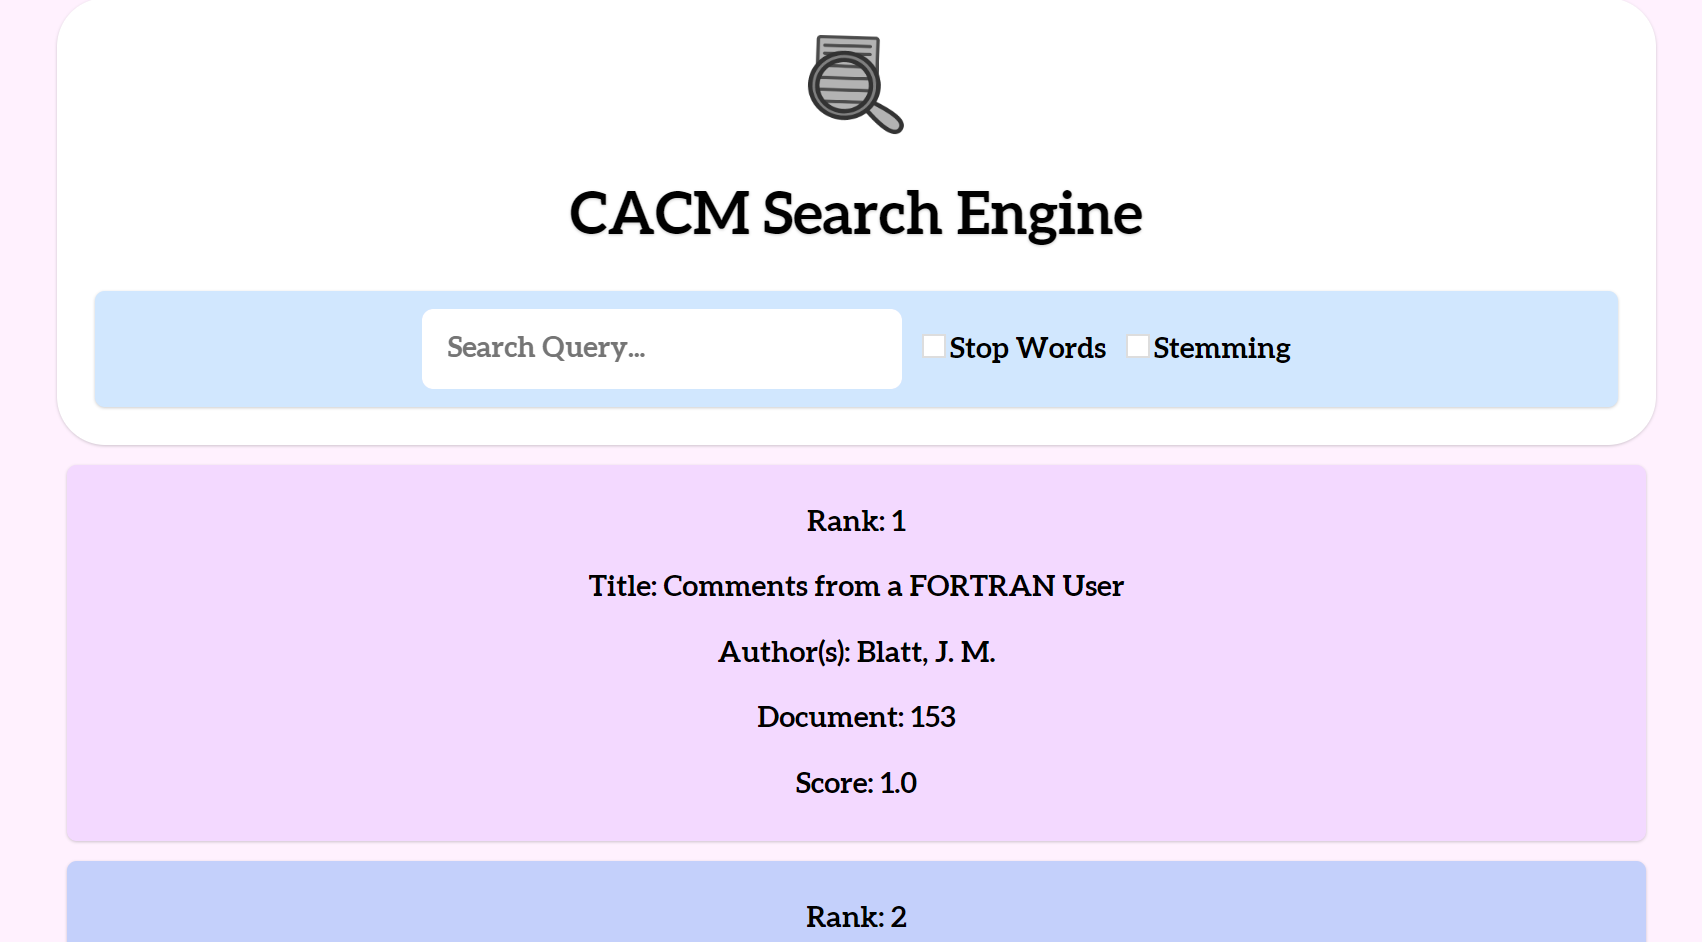 CACM Search Engine
Search Query...
Stop Words
Stemming
Rank: 1
Title: Comments from a FORTRAN User
Author(s): Blatt, J. M.
Document: 153
Score: 1.0
Rank: 2